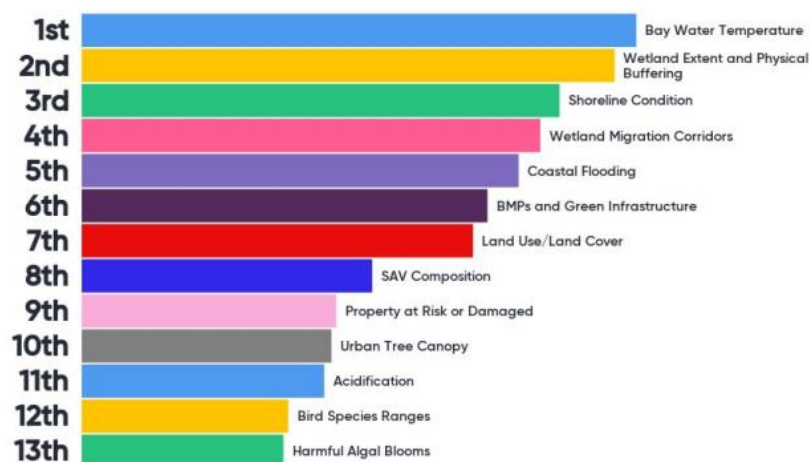 1st Bay Water Temperature
2nd Wetland Extent and Physical
Buffering
3rd Shoreline Condition
4th Wetland Migration Corridors
5th Coastal Flooding
6th BMPs and Green Infrastructure
7th Land Use/Land Cover
8th SAV Composition
9th Property at Risk or Damaged
10th Urban Tree Canopy
11th Acidification
12th Bird Species Ranges
13th Harmful Algal Blooms